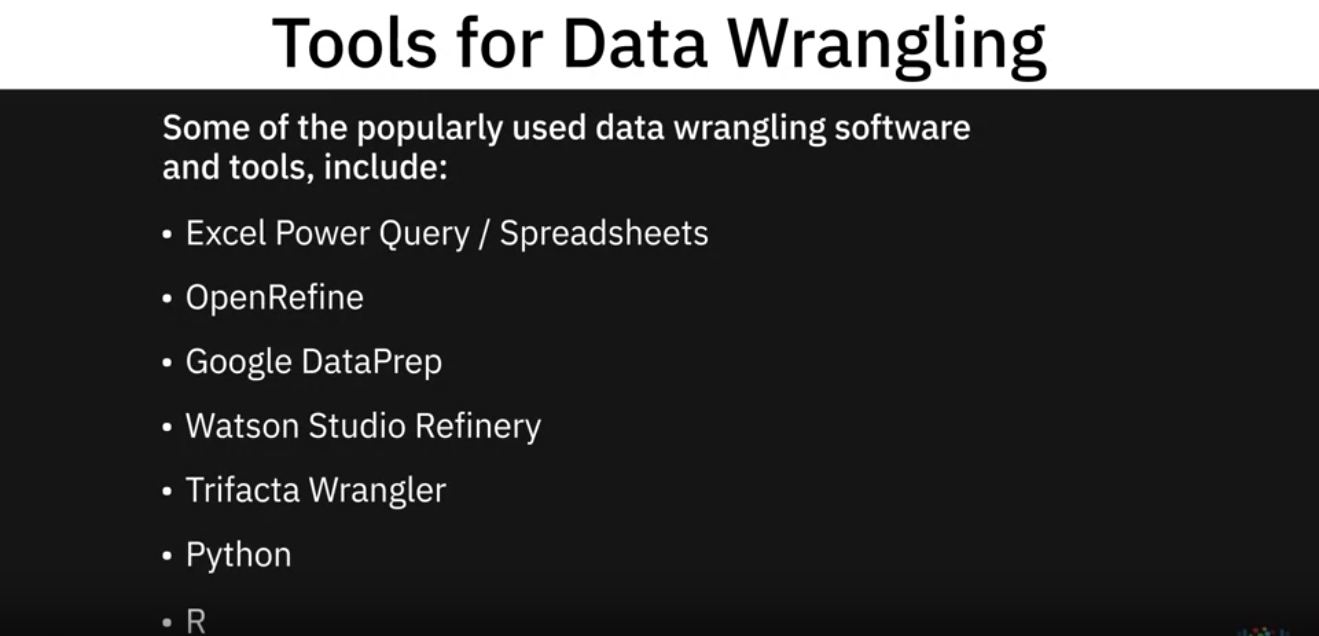 Tools for Data Wrangling
Some of the popularly used data wrangling software
and tools, include:
• Excel Power Query / Spreadsheets
• OpenRefine
• Google DataPrep
• Watson Studio Refinery
• Trifacta Wrangler
• Python
• R